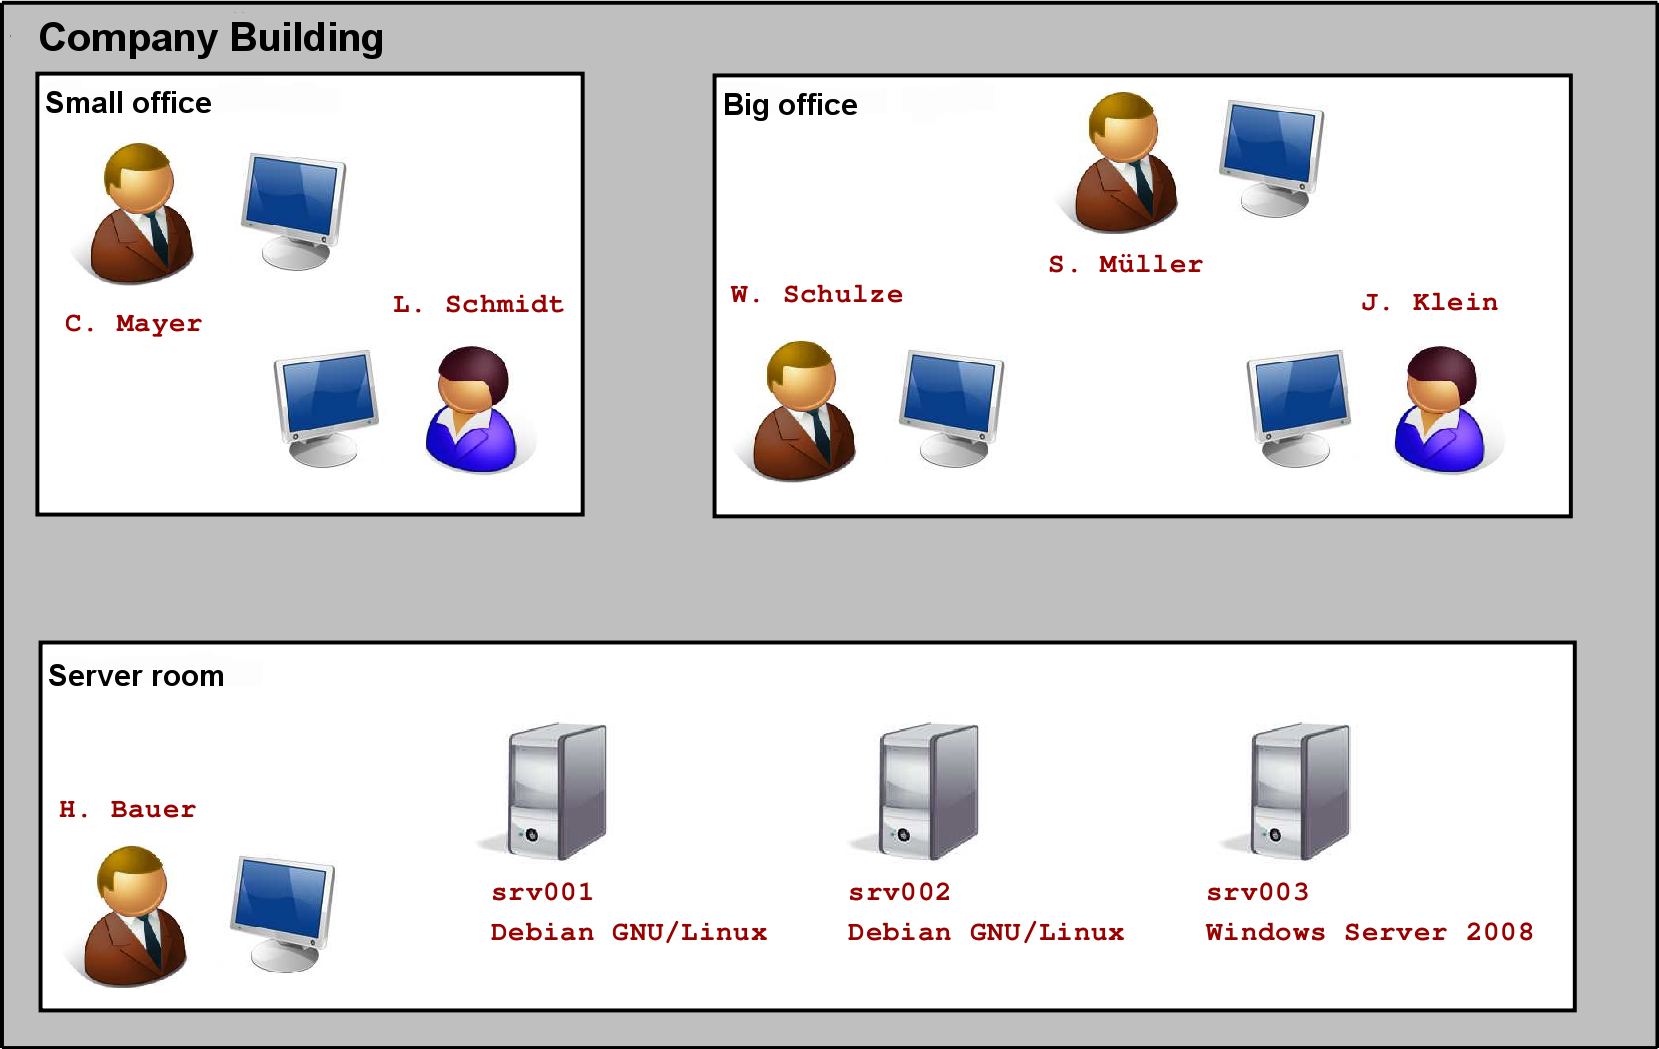 Company Building
Small office
C. Mayer
L. Schmidt
Big office
S. Müller
W. Schulze
J. Klein
Server room
H. Bauer
srv001
Debian GNU/Linux
srv002
Debian GNU/Linux
srv003
Windows Server 2008